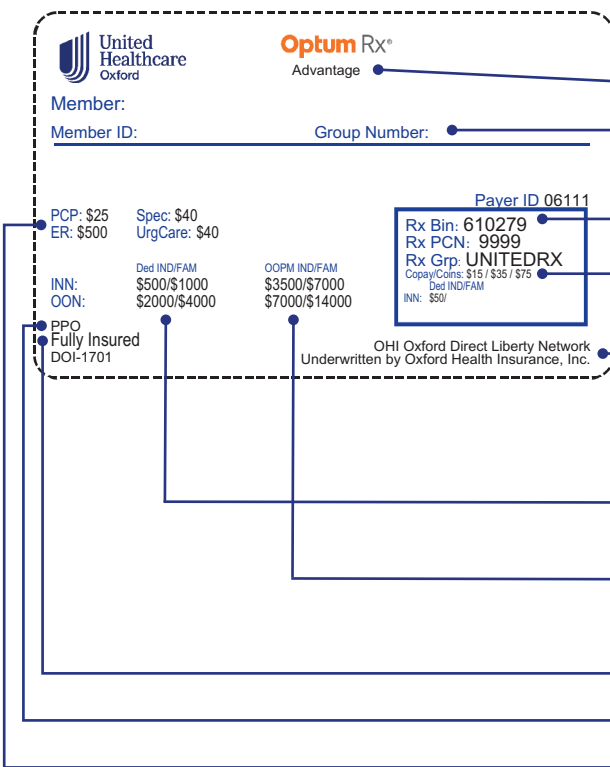 United
Healthcare
Oxford
Optum Rx®
Advantage
Member:
Member ID: Group Number:
Payer ID 06111
PCP: $25 Spec: $40
ER: $500 UrgCare: $40
Rx Bin: 610279
Rx PCN: 9999
Rx Grp: UNITEDRX
Copay/Coins: $15 / $35 / $75
Ded IND/FAM
INN: $50/
Ded IND/FAM OOPM IND/FAM
INN: $500/$1000 $3500/$7000
OON: $2000/$4000 $7000/$14000
PPO
Fully Insured
DOI-1701
OHI Oxford Direct Liberty Network
Underwritten by Oxford Health Insurance, Inc.